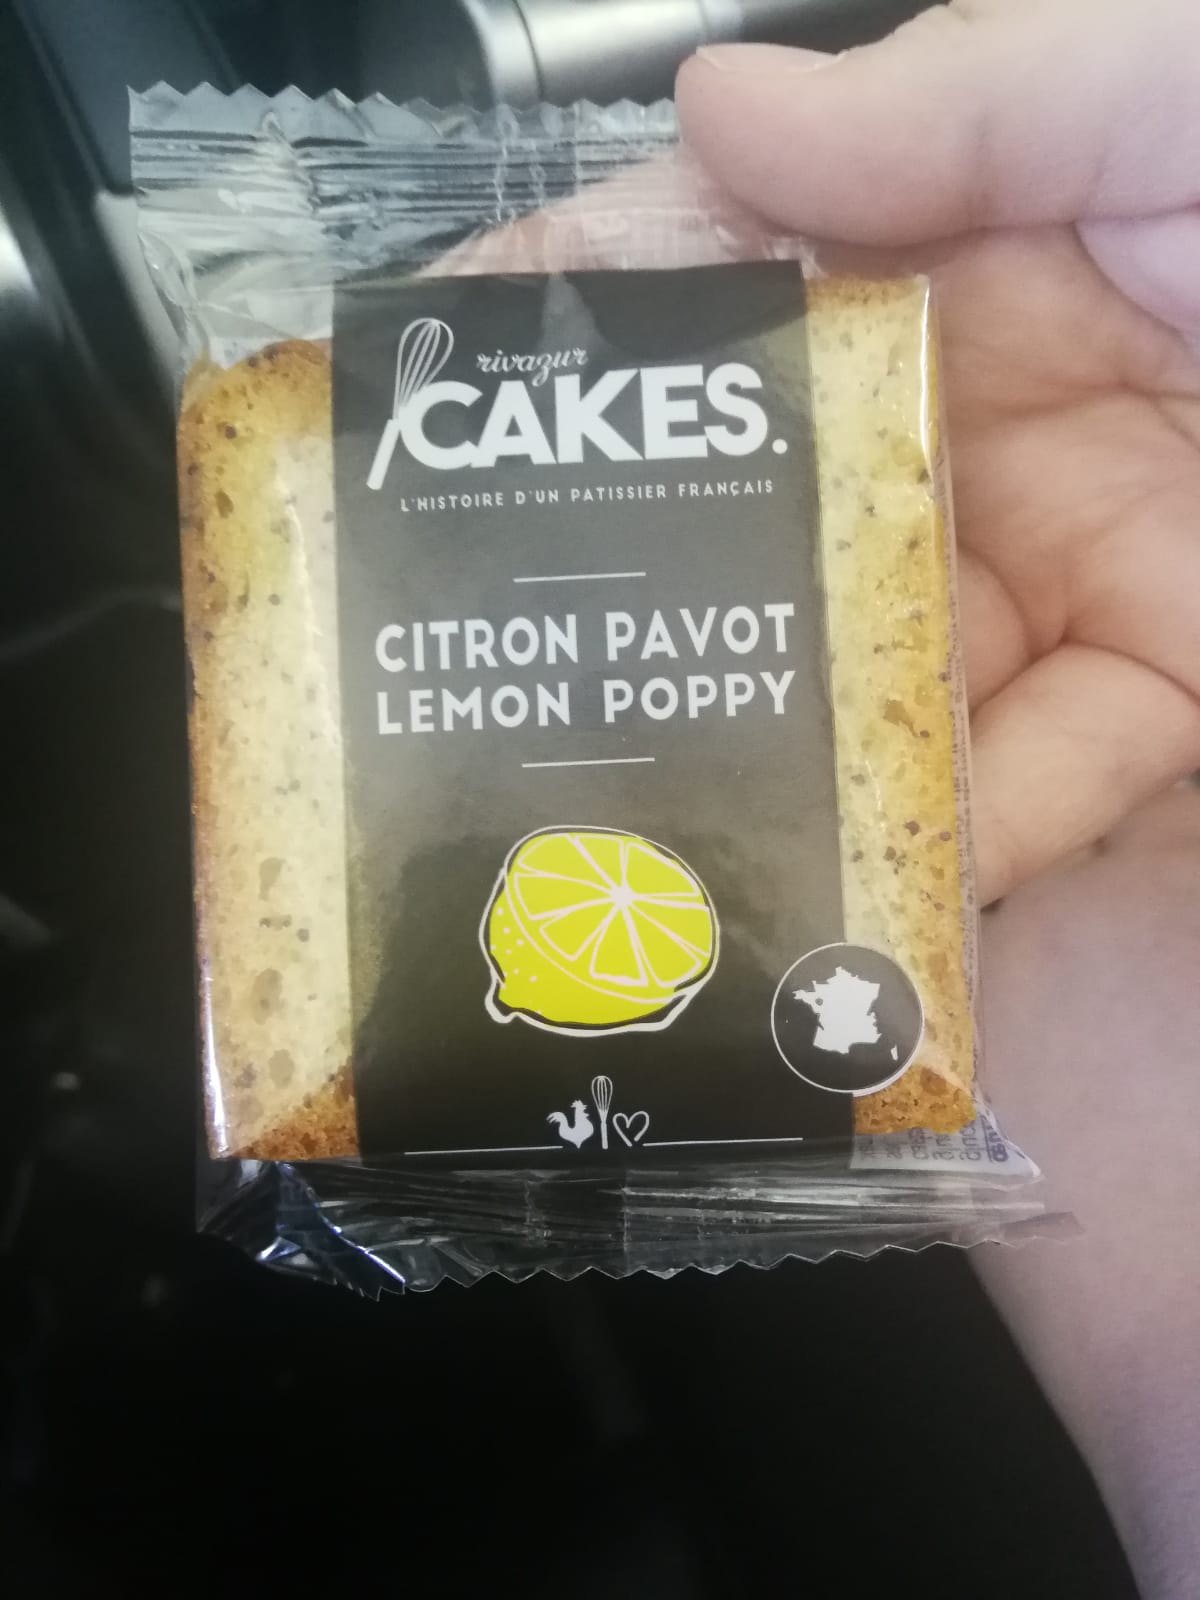 rivazur
CAKES.
L'HISTOIRE D'UN PATISSIER FRANÇAIS
CITRON PAVOT
LEMON POPPY